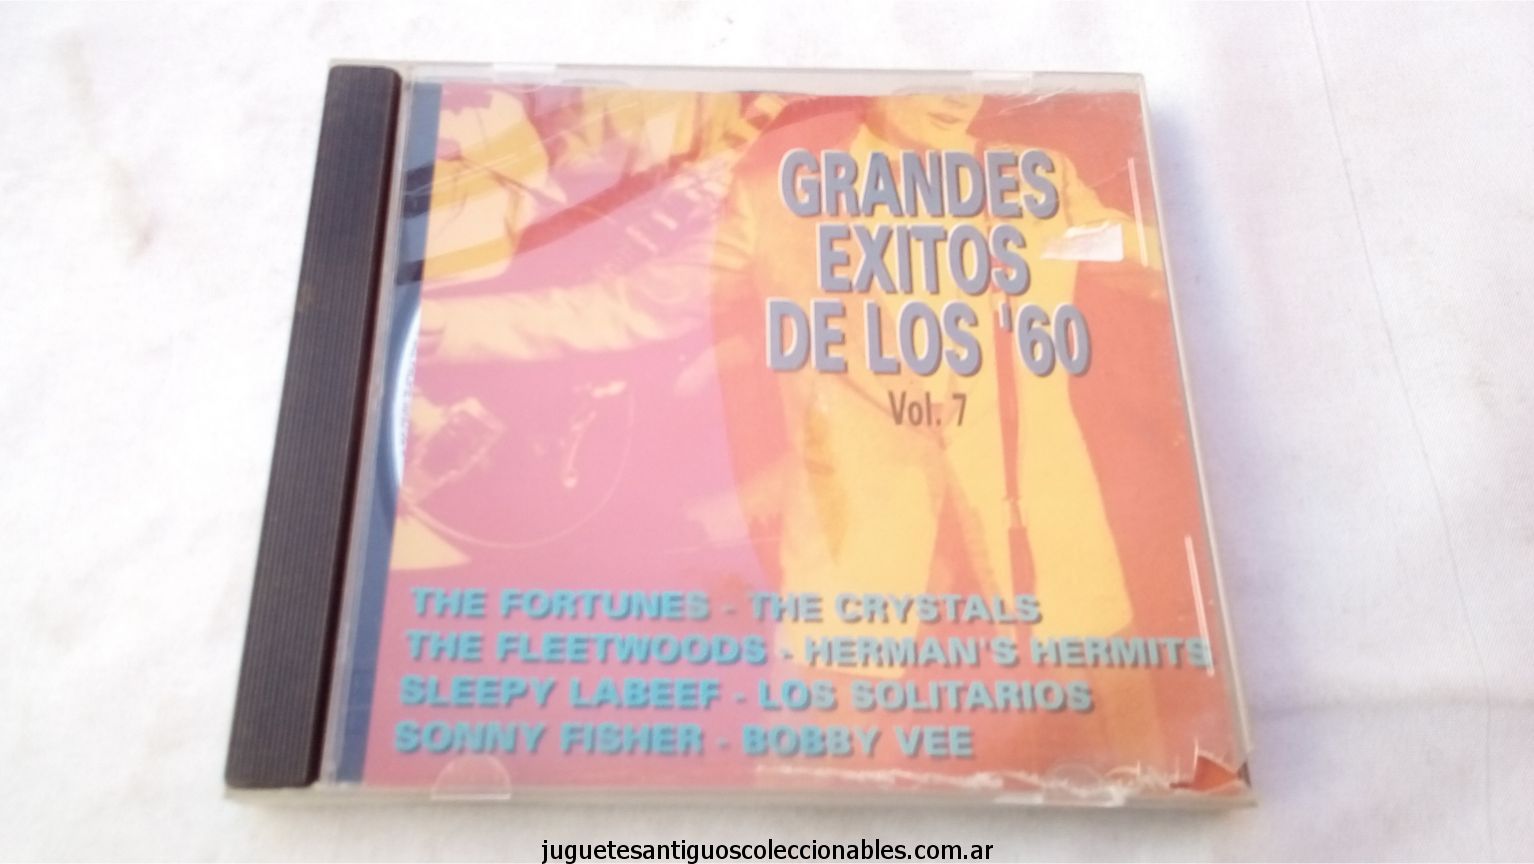 GRANDES
EXITOS
DE LOS '60
Vol. 7
THE FORTUNES - THE CRYSTALS
THE FLEETWOODS - HERMAN'S HERMITS
SLEEPY LABEEF - LOS SOLITARIOS
SONNY FISHER - BOBBY VEE
juguetesantiguoscoleccionables.com.ar